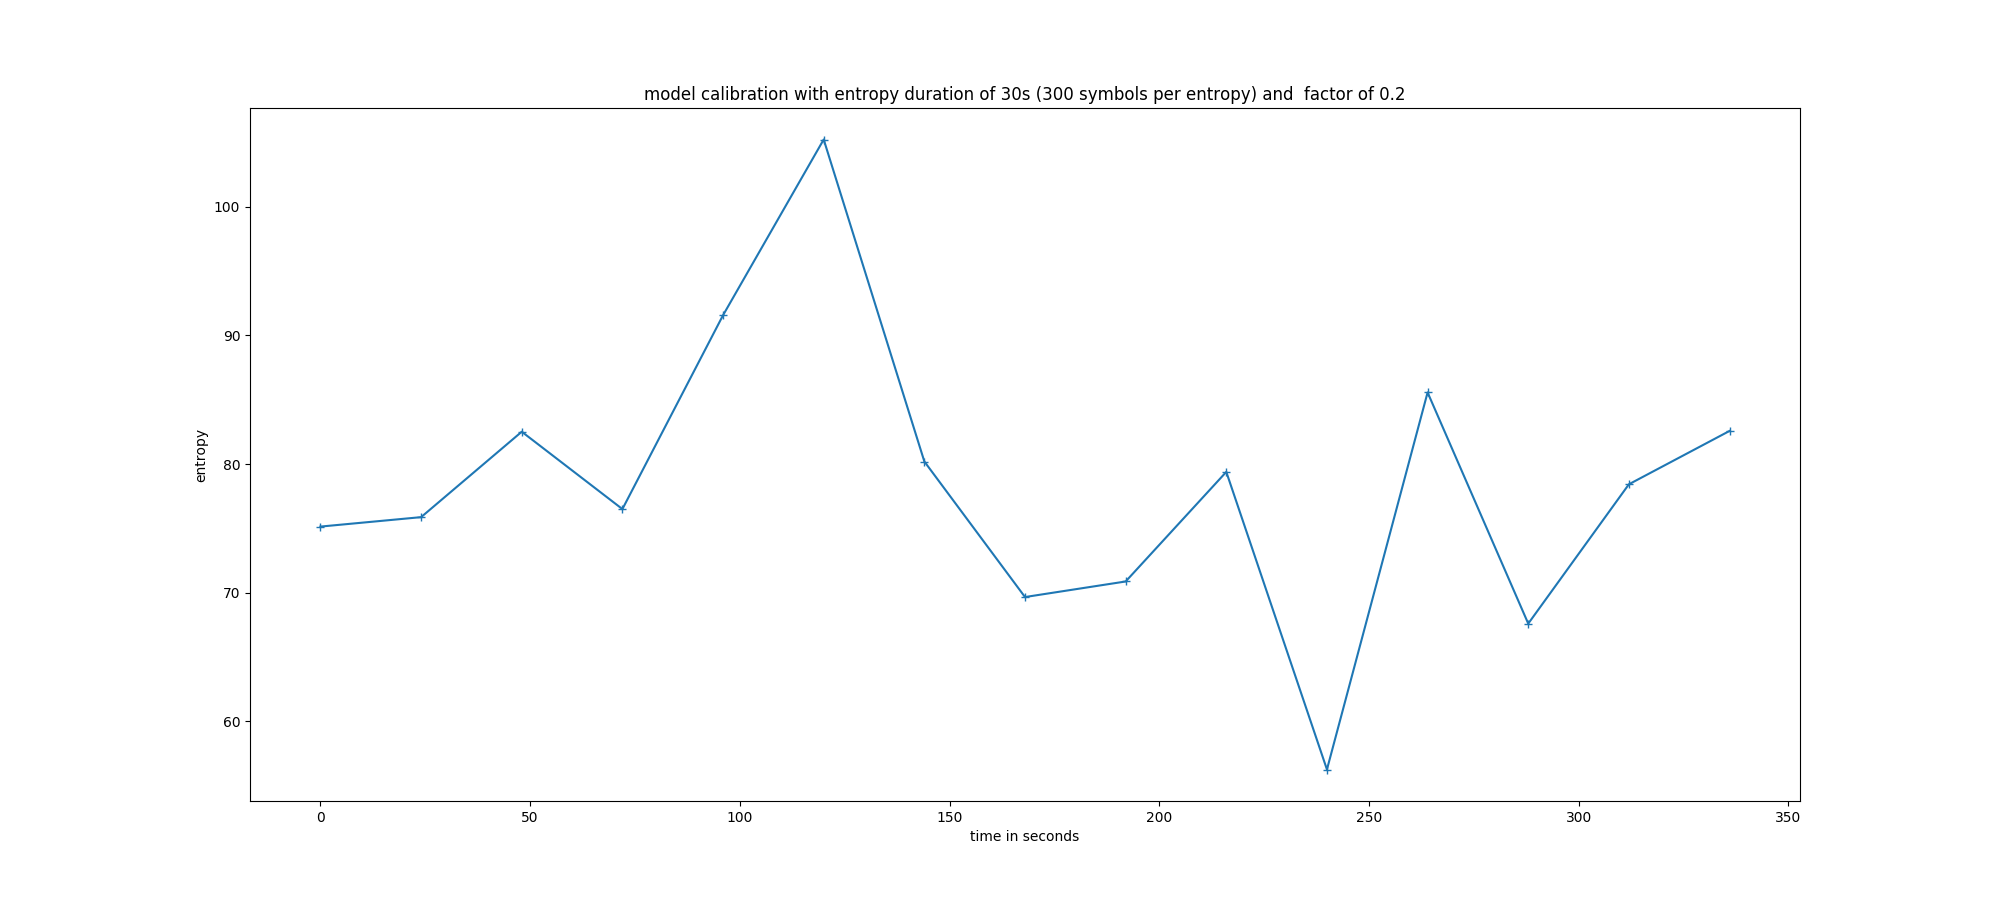 model calibration with entropy duration of 30s (300 symbols per entropy) and  factor of 0.2
100
90
80
70
60
entropy
0 50 100 150 200 250 300 350
time in seconds